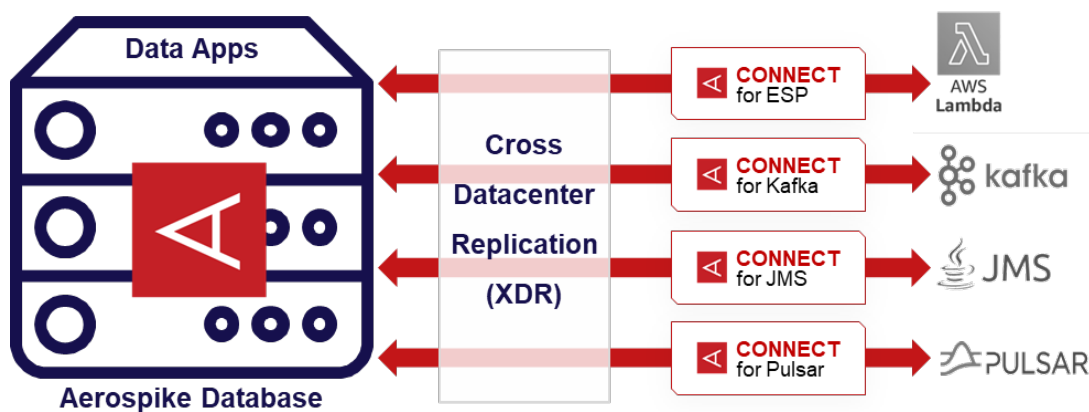 Data Apps
Aerospike Database
Cross
Datacenter
Replication
(XDR)
CONNECT
for ESP
CONNECT
for Kafka
CONNECT
for JMS
CONNECT
for Pulsar
AWS
Lambda
kafka
JMS
PULSAR